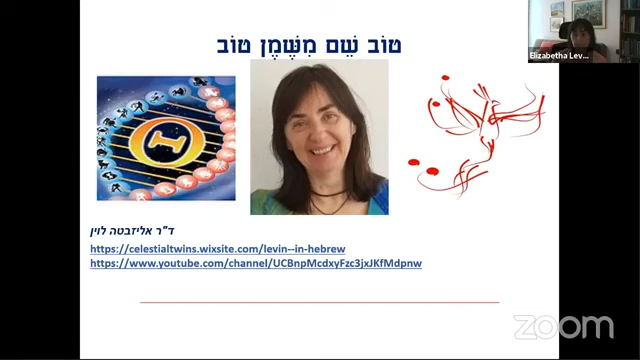 טוֹב שֵׁם מִשֶּׁמֶן טוֹב
Elizabetha Lev...
ד"ר אליזבטה לוין
https://celestialtwins.wixsite.com/levin--in-hebrew
https://www.youtube.com/channel/UCBnpMcdxyFzc3jxJKfMdpnw
zoom